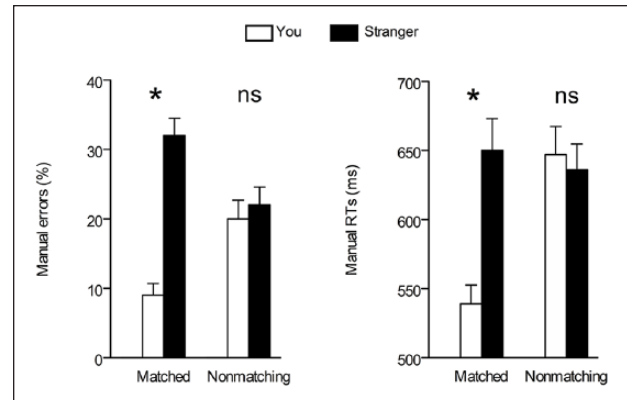 You Stranger
40
30
20
10
0
Manual errors (%)
* ns
Matched Nonmatching
700
650
600
550
500
Manual RTs (ms)
* ns
Matched Nonmatching